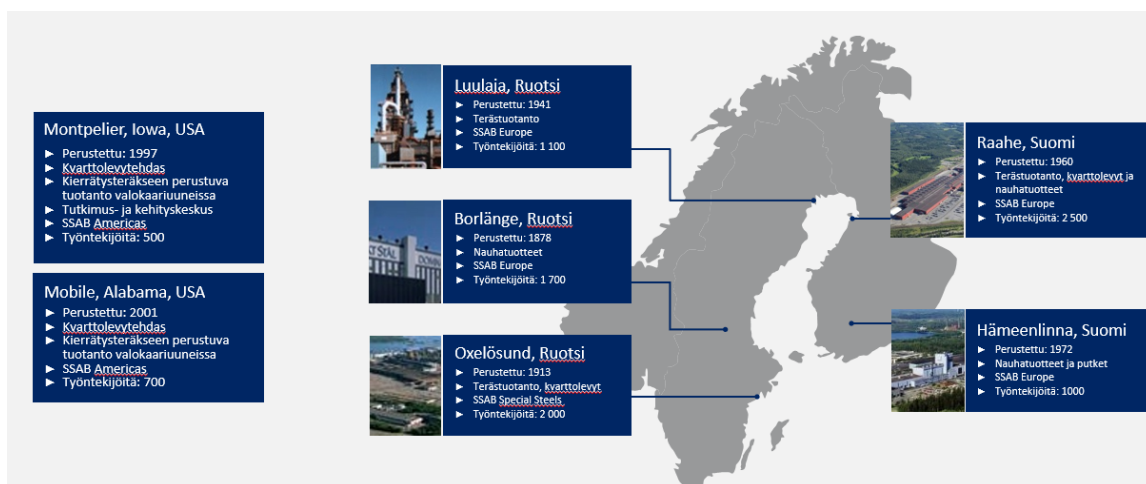 Montpelier, Iowa, USA
► Perustettu: 1997
► Kvarttolevytehdas
► Kierrätysteräkseen perustuva
tuotanto valokaariuuneissa
► Tutkimus- ja kehityskeskus
► SSAB Americas
► Työntekijöitä: 500
Mobile, Alabama, USA
► Perustettu: 2001
► Kvarttolevytehdas
► Kierrätysteräkseen perustuva
tuotanto valokaariuuneissa
► SSAB Americas
► Työntekijöitä: 700
Luulaja, Ruotsi
► Perustettu: 1941
► Terästuotanto
► SSAB Europe
► Työntekijöitä: 1 100
Borlänge, Ruotsi
► Perustettu: 1878
► Nauhatuotteet
► SSAB Europe
► Työntekijöitä: 1 700
KT STÅL
DOMN
Oxelösund, Ruotsi
► Perustettu: 1913
► Terästuotanto, kvarttolevyt
► SSAB Special Steels
► Työntekijöitä: 2 000
Raahe, Suomi
► Perustettu: 1960
► Terästuotanto, kvarttolevyt ja
nauhatuotteet
► SSAB Europe
► Työntekijöitä: 2 500
Hämeenlinna, Suomi
► Perustettu: 1972
► Nauhatuotteet ja putket
► SSAB Europe
► Työntekijöitä: 1000